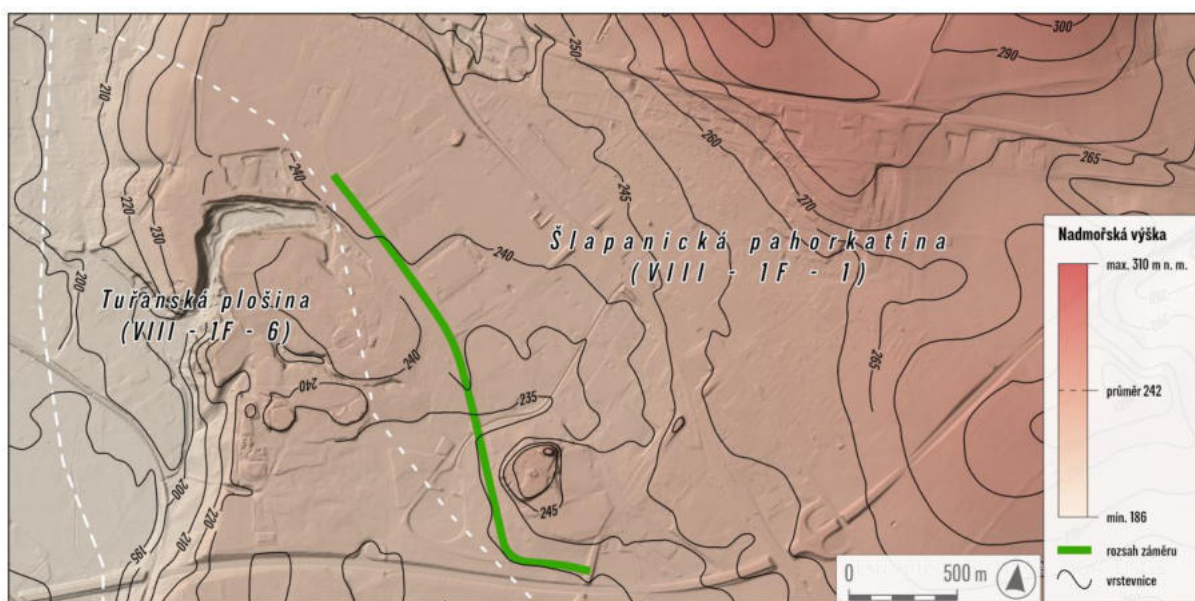 210
220
230
200
240
250
300
290
260
270
265
245
240
Šlapanická pahorkatina
(VIII - 1F - 1)
Tuřanská plošina
(VIII - 1F - 6)
240
240
235
265
245
200
220
210
195
Nadmořská výška
max. 310 m n. m.
průměr 242
min. 186
rozsah záměru
vrstevnice
0 500 m